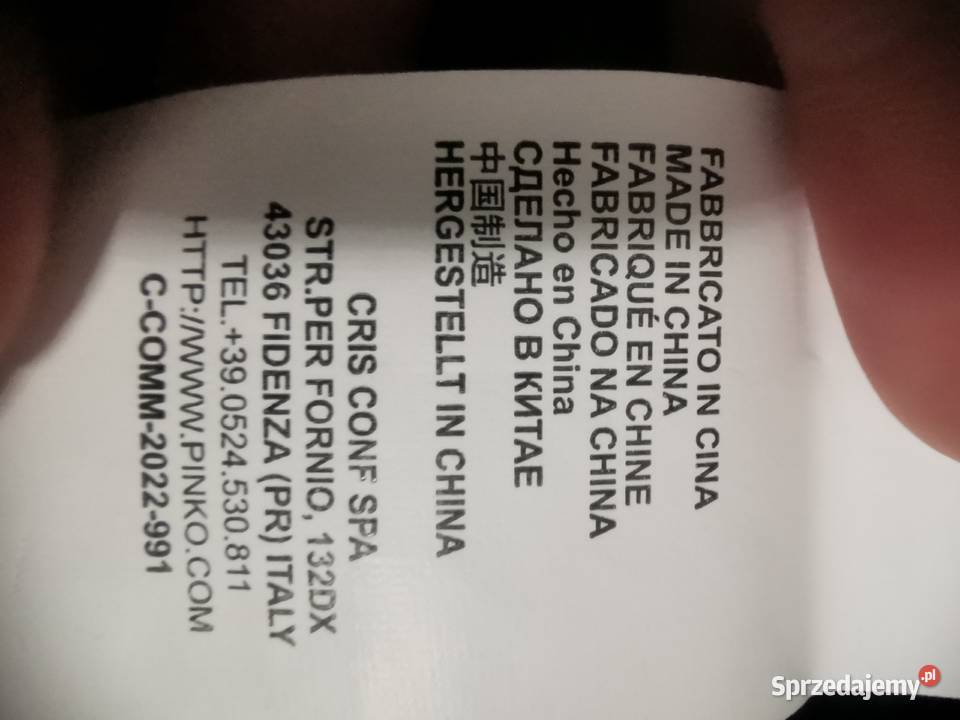 FABBRICATO IN CINA
MADE IN CHINA
FABRIQUÉ EN CHINE
FABRICADO NA CHINA
Hecho en China
СДЕЛАНО В КИТАЕ
中国制造
HERGESTELLT IN CHINA
CRIS CONF SPA
STR.PER FORNIO, 132DX
43036 FIDENZA (PR) ITALY
TEL.+39.0524.530.811
HTTP://WWW.PINKO.COM
C-COMM-2022-991
Sprzedajemy.pl